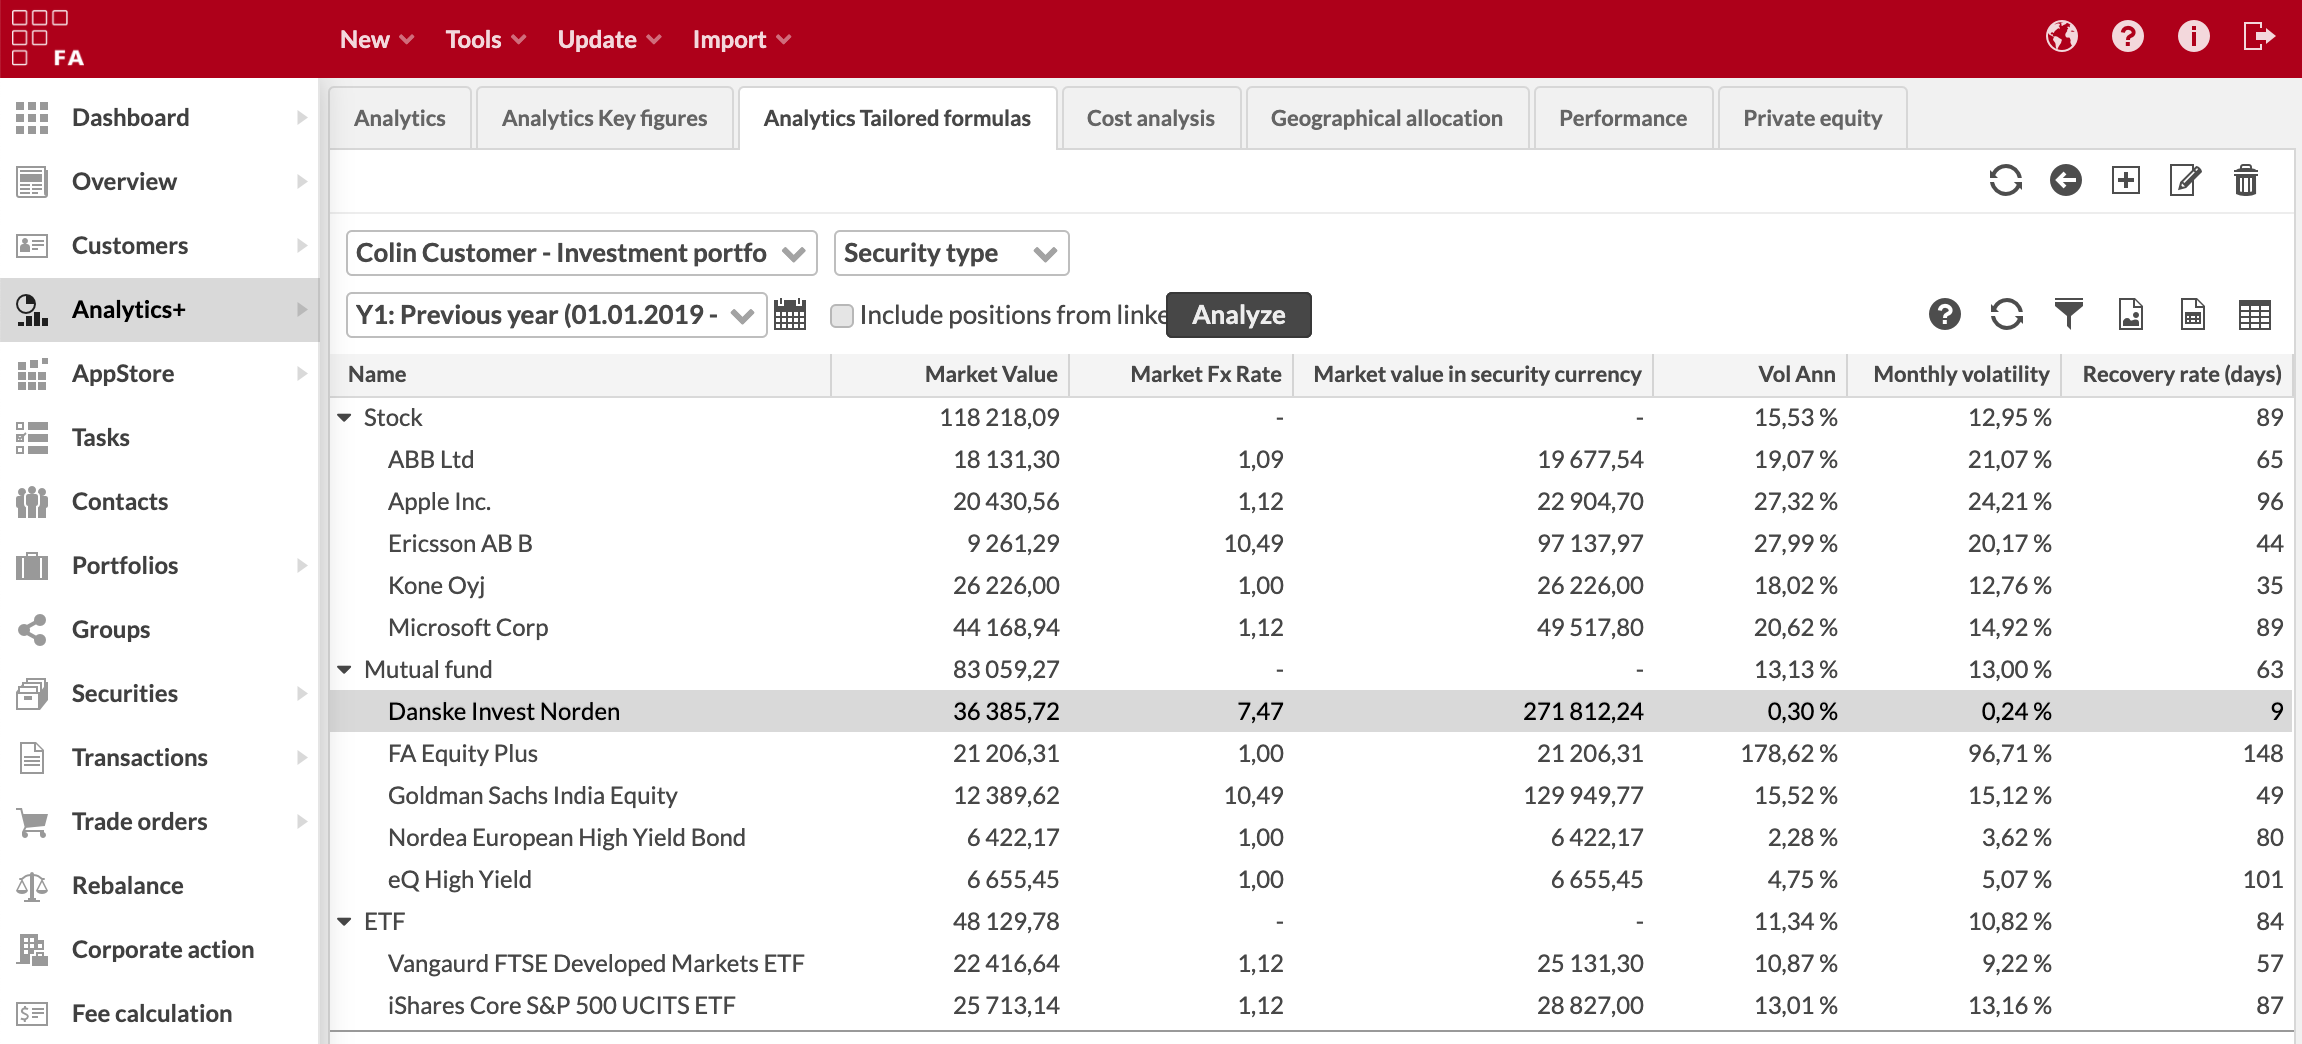 FA
New Tools Update Import
Dashboard
Overview
Customers
Analytics+
AppStore
Tasks
Contacts
Portfolios
Groups
Securities
Transactions
Trade orders
Rebalance
Corporate action
Fee calculation
Analytics Analytics Key figures Analytics Tailored formulas Cost analysis Geographical allocation Performance Private equity
Colin Customer - Investment portfo Security type
Y1: Previous year (01.01.2019 - Include positions from linke Analyze
Name Market Value Market Fx Rate Market value in security currency Vol Ann Monthly volatility Recovery rate (days)
Stock 118 218,09 - - 15,53 % 12,95 % 89
ABB Ltd 18 131,30 1,09 19 677,54 19,07 % 21,07 % 65
Apple Inc. 20 430,56 1,12 22 904,70 27,32 % 24,21 % 96
Ericsson AB B 9 261,29 10,49 97 137,97 27,99 % 20,17 % 44
Kone Oyj 26 226,00 1,00 26 226,00 18,02 % 12,76 % 35
Microsoft Corp 44 168,94 1,12 49 517,80 20,62 % 14,92 % 89
Mutual fund 83 059,27 - - 13,13 % 13,00 % 63
Danske Invest Norden 36 385,72 7,47 271 812,24 0,30 % 0,24 % 9
FA Equity Plus 21 206,31 1,00 21 206,31 178,62 % 96,71 % 148
Goldman Sachs India Equity 12 389,62 10,49 129 949,77 15,52 % 15,12 % 49
Nordea European High Yield Bond 6 422,17 1,00 6 422,17 2,28 % 3,62 % 80
eQ High Yield 6 655,45 1,00 6 655,45 4,75 % 5,07 % 101
ETF 48 129,78 - - 11,34 % 10,82 % 84
Vangaurd FTSE Developed Markets ETF 22 416,64 1,12 25 131,30 10,87 % 9,22 % 57
iShares Core S&P 500 UCITS ETF 25 713,14 1,12 28 827,00 13,01 % 13,16 % 87